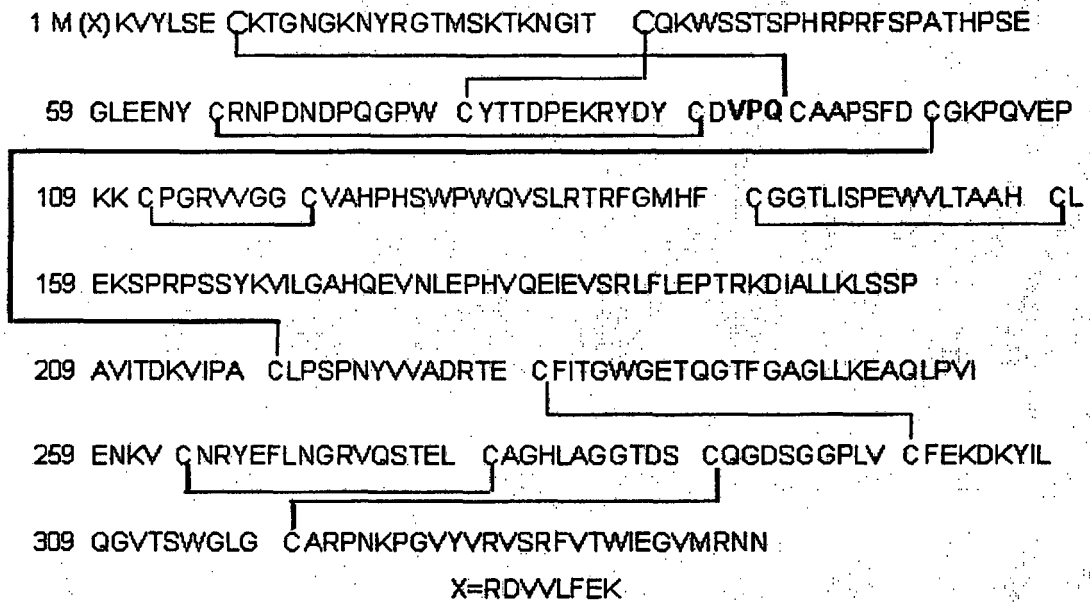 1 M (X) KVYLSE CKTGNGKNYRGTMSKTKNGIT CQKWSSTSPHRPRFSPATHPSE
59 GLEENY CRNPDNDPQGPW CYTTDPEKRYDY CDVPQ CAAPSFD CGKPQVEP
109 KK CPGRVVGG CVAHPHSWPWQVSLRTRFGMHF CGGTLISPEWVLTAAH CL
159 EKSPRPSSYKVILGAHQEVNLEPHVQEIEVSRLFLEPTRKDIALLKLSSP
209 AVITDKVIPA CLPSPNYVVADRTE CFITGWGETQGTFGAGLLKEAQLPVI
259 ENKV CNRYEFLNGRVQSTEL CAGHLAGGTDS CQGDSGGPLV CFEKDKYIL
309 QGVTSWGLG CARPNKPGVYVRVSRFVTWIEGVMRNN
X=RDVVLFEK